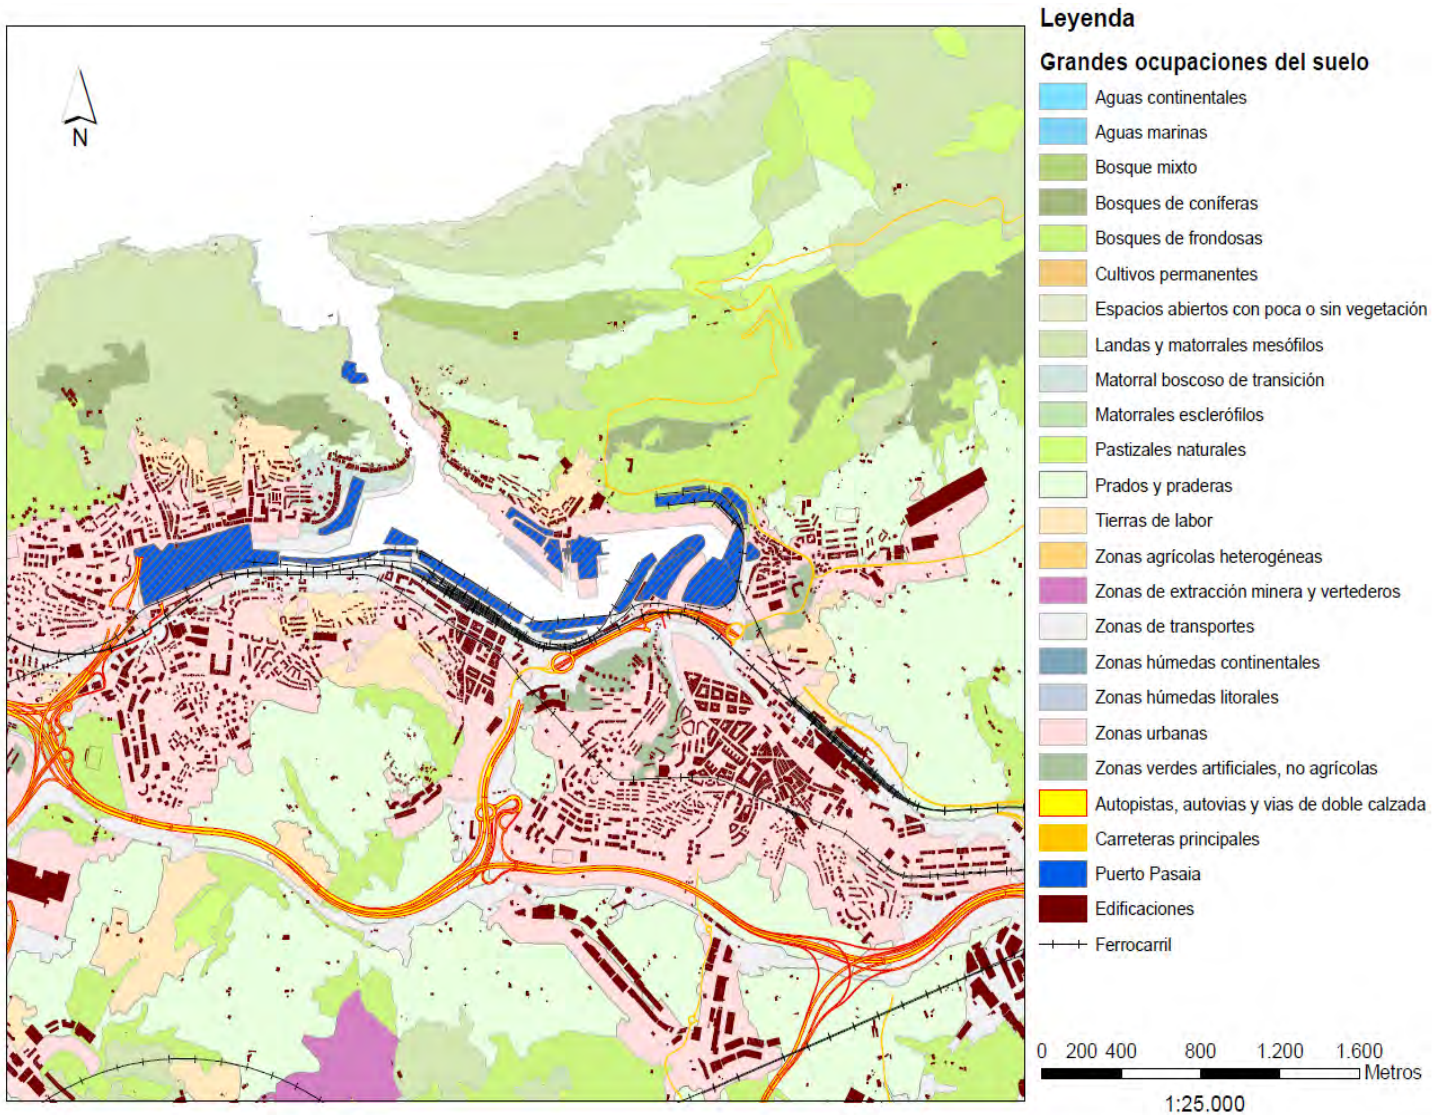 Leyenda
Grandes ocupaciones del suelo
N
Aguas continentales
Aguas marinas
Bosque mixto
Bosques de coníferas
Bosques de frondosas
Cultivos permanentes
Espacios abiertos con poca o sin vegetación
Landas y matorrales mesófilos
Matorral boscoso de transición
Matorrales esclerófilos
Pastizales naturales
Prados y praderas
Tierras de labor
Zonas agrícolas heterogéneas
Zonas de extracción minera y vertederos
Zonas de transportes
Zonas húmedas continentales
Zonas húmedas litorales
Zonas urbanas
Zonas verdes artificiales, no agrícolas
Autopistas, autovias y vias de doble calzada
Carreteras principales
Puerto Pasaia
Edificaciones
Ferrocarril
0 200 400 800 1.200 1.600
Metros
1:25.000